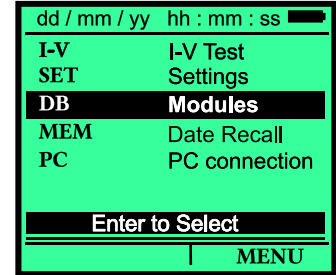 dd / mm / yy hh : mm : ss
I-V I-V Test
SET Settings
DB Modules
MEM Date Recall
PC PC connection
Enter to Select
MENU